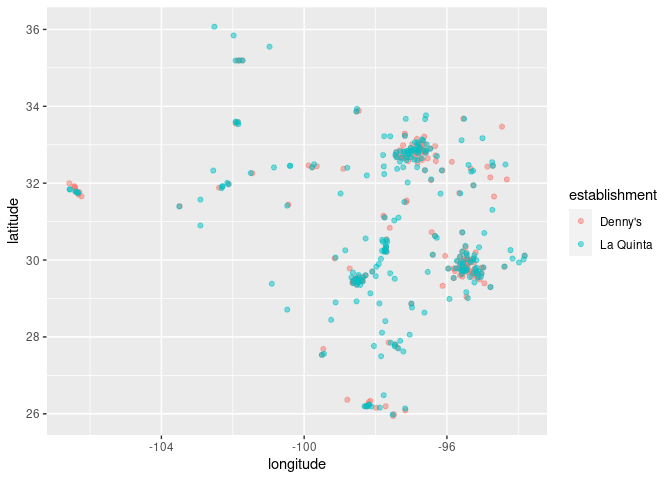 36
34
32
30
28
26
latitude
-104
-100
-96
longitude
establishment
Denny's
La Quinta